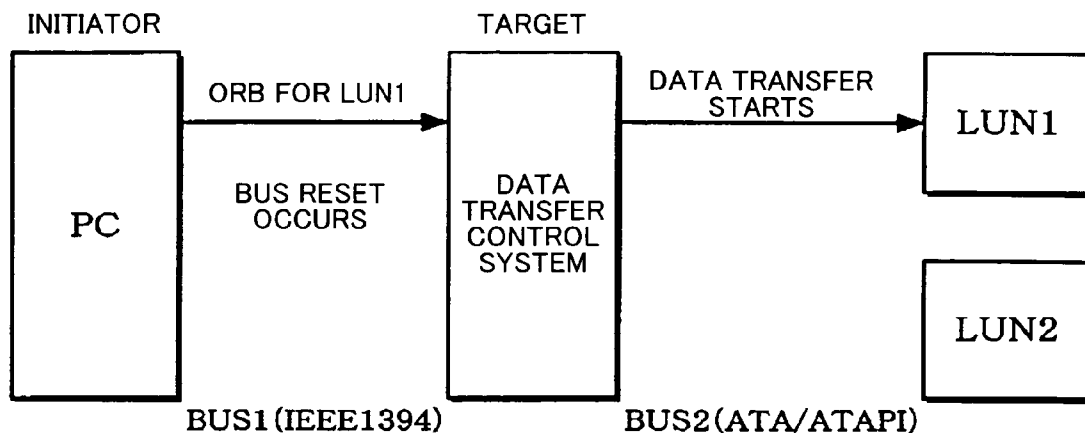 INITIATOR
TARGET
ORB FOR LUN1
DATA TRANSFER
STARTS
LUN1
BUS RESET
OCCURS
PC
DATA
TRANSFER
CONTROL
SYSTEM
LUN2
BUS1(IEEE1394)
BUS2(ATA/ATAPI)